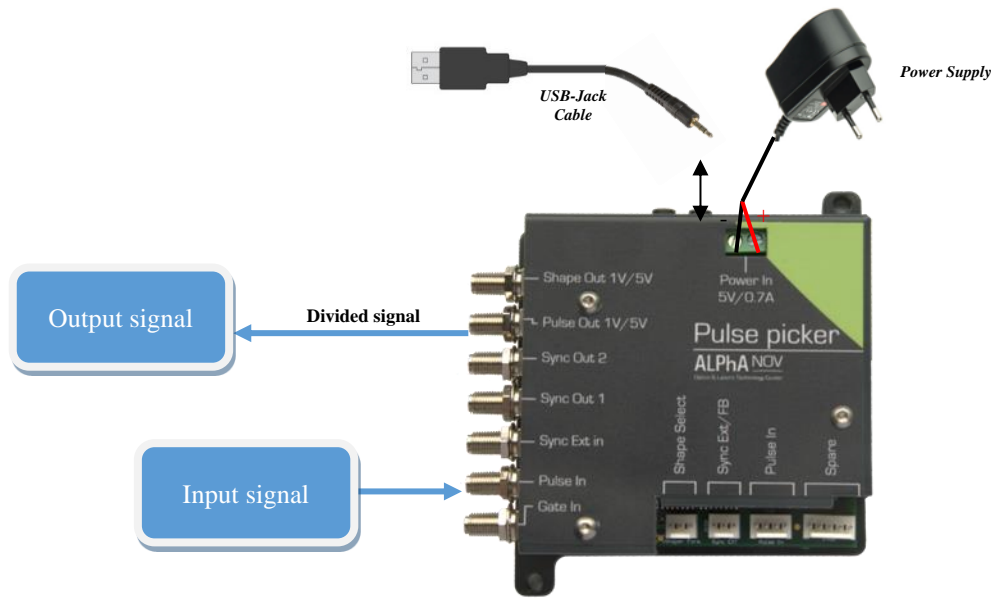 Power Supply
USB-Jack
Cable
-
+
Shape Out 1V/5V
Power In
5V/0.7A
Output signal
Divided signal
Pulse Out 1V/5V
Pulse picker
Sync Out 2
ALPhA NOV
Sync Out 1
Shape Select
Sync Ext/FB
Pulse In
Spare
Sync Ext in
Input signal
Pulse In
Gate In
Pulse In